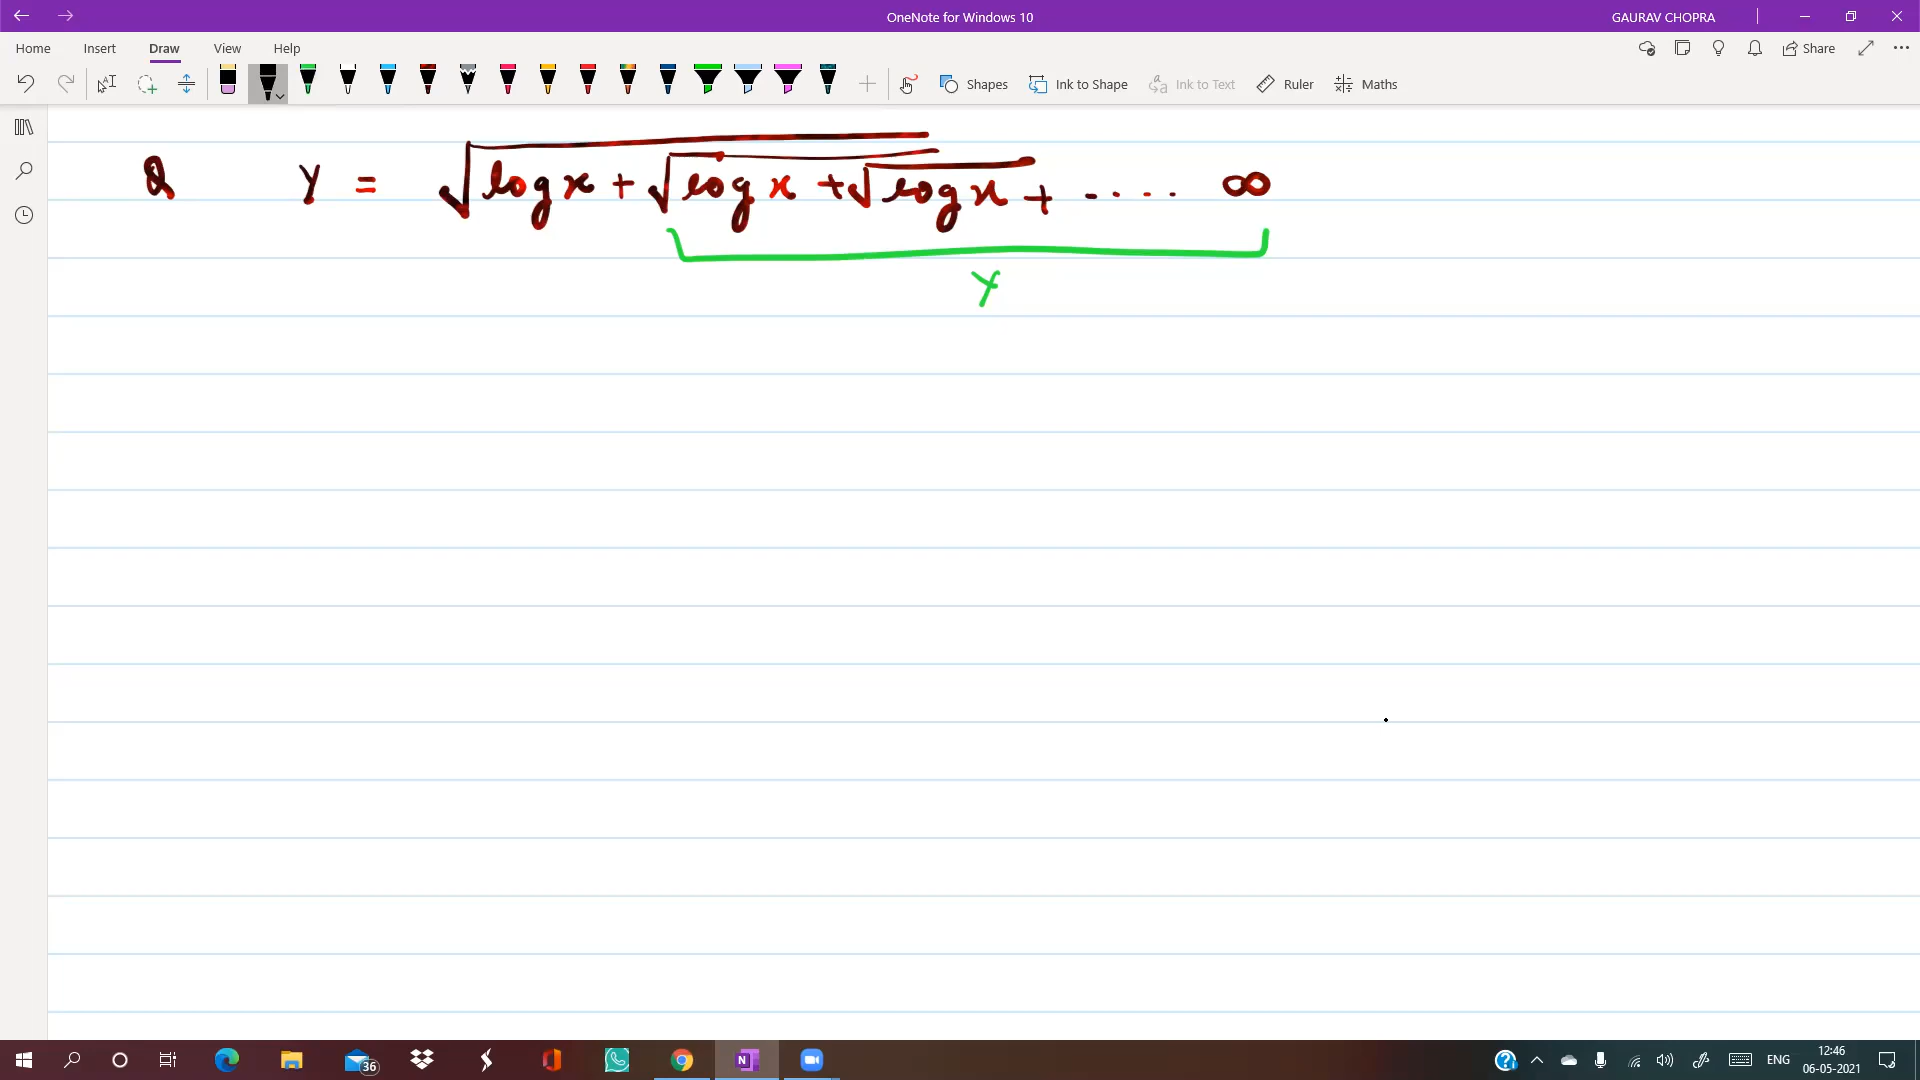 OneNote for Windows 10
GAURAV CHOPRA
Home Insert Draw View Help
Share
Shapes Ink to Shape Ink to Text Ruler Maths
Q y = √(log x + √(log x + √(log x + ..... ∞
y
36
ENG
12:46
06-05-2021